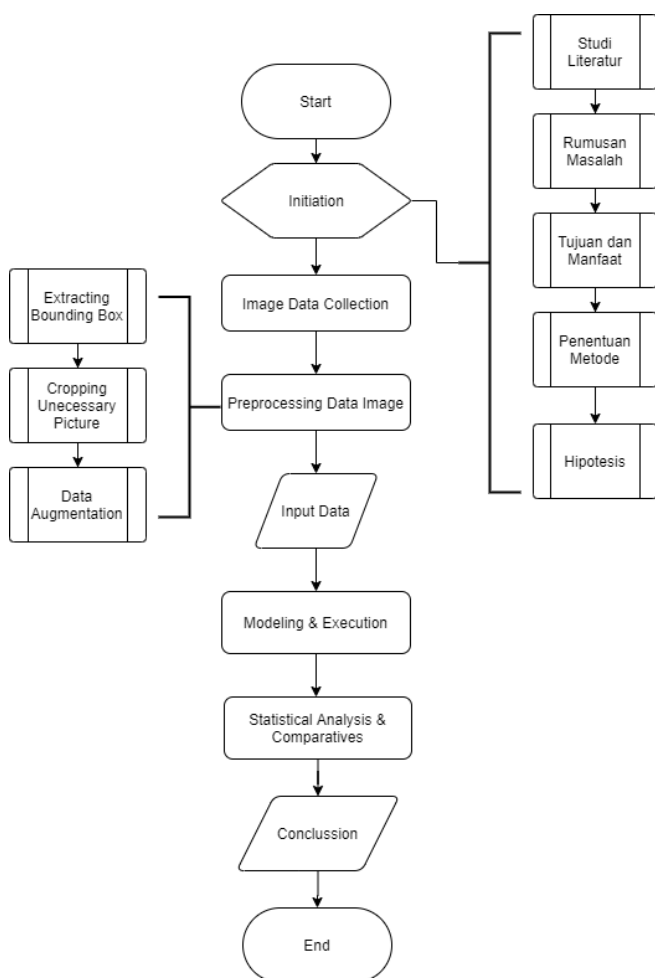 Start
Initiation
Studi
Literatur
Rumusan
Masalah
Tujuan dan
Manfaat
Penentuan
Metode
Hipotesis
Image Data Collection
Preprocessing Data Image
Extracting
Bounding Box
Cropping
Unecessary
Picture
Data
Augmentation
Input Data
Modeling & Execution
Statistical Analysis &
Comparatives
Conclussion
End